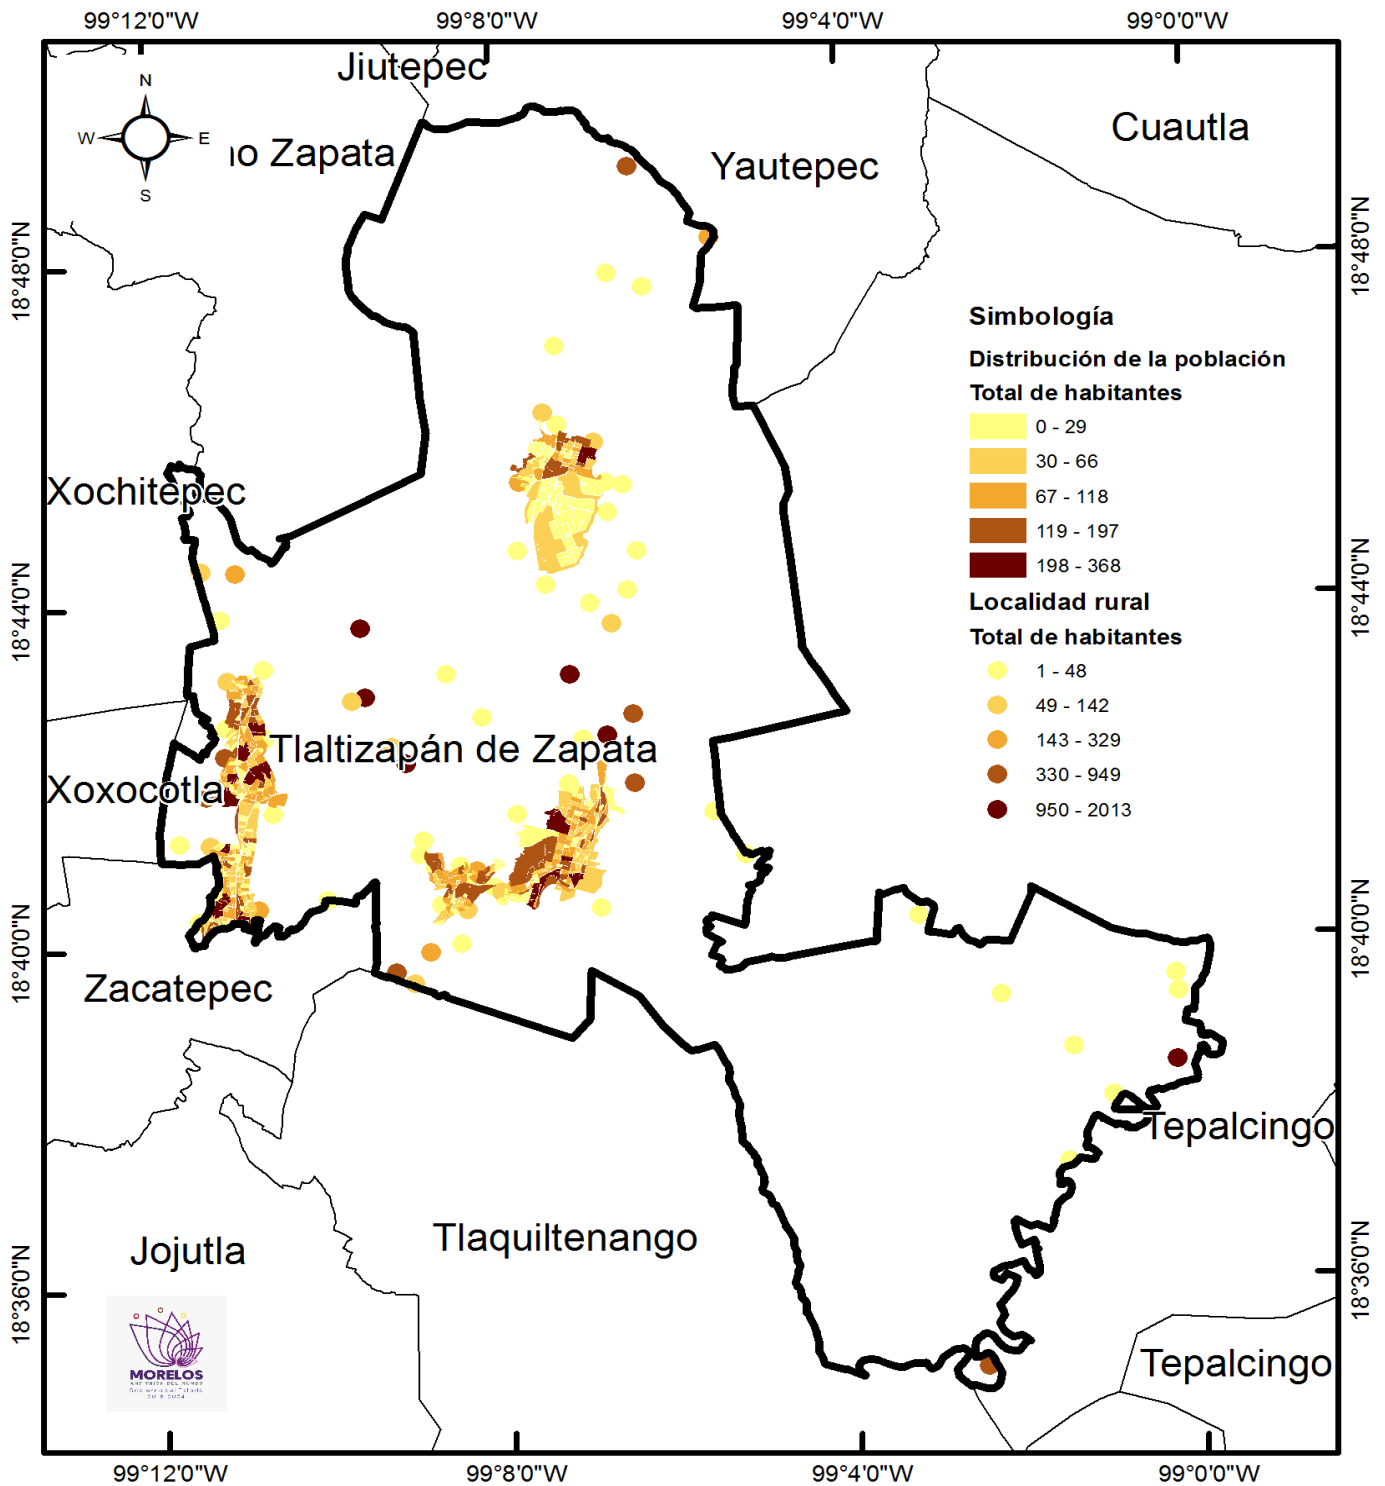 99°12'0"W 99°8'0"W 99°4'0"W 99°0'0"W
Jiutepec
N
W E
S
no Zapata
Yautepec
Cuautla
18°48'0"N
18°48'0"N
Simbología
Distribución de la población
Total de habitantes
0 - 29
30 - 66
67 - 118
119 - 197
198 - 368
Localidad rural
Total de habitantes
1 - 48
49 - 142
143 - 329
330 - 949
950 - 2013
Xochitepec
18°44'0"N
18°44'0"N
Tlaltizapán de Zapata
Xoxocotla
18°40'0"N
18°40'0"N
Zacatepec
Tepalcingo
Tlaquiltenango
Jojutla
18°36'0"N
18°36'0"N
MORELOS
Tepalcingo
99°12'0"W 99°8'0"W 99°4'0"W 99°0'0"W